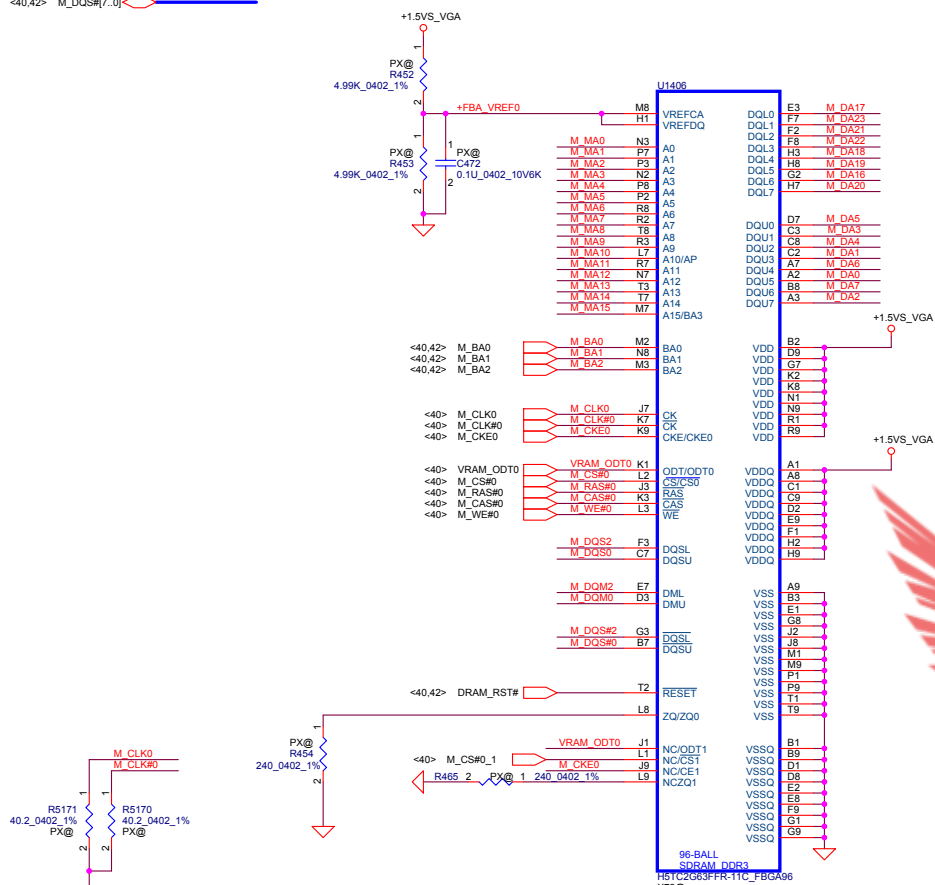 <40,42> M_DQS#[7..0]
+1.5VS_VGA
1
PX@
R452
4.99K_0402_1%
2
+FBA_VREF0
1
PX@
R453
4.99K_0402_1%
2
1
PX@
C472
0.1U_0402_10V6K
2
U1406
M8 VREFCA
H1 VREFDQ
M_MA0 N3 A0
M_MA1 P7 A1
M_MA2 P3 A2
M_MA3 N2 A3
M_MA4 P8 A4
M_MA5 P2 A5
M_MA6 R8 A6
M_MA7 R2 A7
M_MA8 T8 A8
M_MA9 R3 A9
M_MA10 L7 A10/AP
M_MA11 R7 A11
M_MA12 N7 A12
M_MA13 T3 A13
M_MA14 T7 A14
M_MA15 M7 A15/BA3
<40,42> M_BA0 M_BA0 M2 BA0
<40,42> M_BA1 M_BA1 N8 BA1
<40,42> M_BA2 M_BA2 M3 BA2
<40> M_CLK0 M_CLK0 J7 CK
<40> M_CLK#0 M_CLK#0 K7 CK
<40> M_CKE0 M_CKE0 K9 CKE/CKE0
<40> VRAM_ODT0 VRAM_ODT0 K1 ODT/ODT0
<40> M_CS#0 M_CS#0 L2 CS/CS0
<40> M_RAS#0 M_RAS#0 J3 RAS
<40> M_CAS#0 M_CAS#0 K3 CAS
<40> M_WE#0 M_WE#0 L3 WE
M_DQS2 F3 DQSL
M_DQS0 C7 DQSU
M_DQM2 E7 DML
M_DQM0 D3 DMU
M_DQS#2 G3 DQSL
M_DQS#0 B7 DQSU
<40,42> DRAM_RST# T2 RESET
L8 ZQ/ZQ0
VRAM_ODT0 J1 NC/ODT1
<40> M_CS#0_1 L1 NC/CS1
M_CKE0 J9 NC/CE1
R465 2 PX@ 1 240_0402_1% L9 NCZQ1
1
PX@
R454
240_0402_1%
2
DQL0 E3 M_DA17
DQL1 F7 M_DA23
DQL2 F2 M_DA21
DQL3 F8 M_DA22
DQL4 H3 M_DA18
DQL5 H8 M_DA19
DQL6 G2 M_DA16
DQL7 H7 M_DA20
DQU0 D7 M_DA5
DQU1 C3 M_DA3
DQU2 C8 M_DA4
DQU3 C2 M_DA1
DQU4 A7 M_DA6
DQU5 A2 M_DA0
DQU6 B8 M_DA7
DQU7 A3 M_DA2
+1.5VS_VGA
VDD B2
VDD D9
VDD G7
VDD K2
VDD K8
VDD N1
VDD N9
VDD R1
VDD R9
+1.5VS_VGA
VDDQ A1
VDDQ A8
VDDQ C1
VDDQ C9
VDDQ D2
VDDQ E9
VDDQ F1
VDDQ H2
VDDQ H9
VSS A9
VSS B3
VSS E1
VSS G8
VSS J2
VSS J8
VSS M1
VSS M9
VSS P1
VSS P9
VSS T1
VSS T9
VSSQ B1
VSSQ B9
VSSQ D1
VSSQ D8
VSSQ E2
VSSQ E8
VSSQ F9
VSSQ G1
VSSQ G9
96-BALL
SDRAM DDR3
H5TC2G63FFR-11C_FBGA96
M_CLK0
M_CLK#0
1
R5171
40.2_0402_1%
PX@
2
1
R5170
40.2_0402_1%
PX@
2